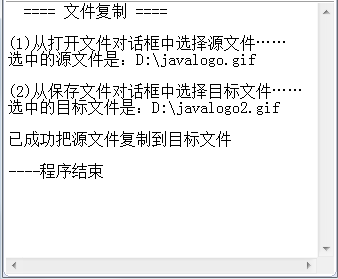 ==== 文件复制 ====
(1)从打开文件对话框中选择源文件……
选中的源文件是：D:\javalogo.gif
(2)从保存文件对话框中选择目标文件……
选中的目标文件是：D:\javalogo2.gif
已成功把源文件复制到目标文件
----程序结束